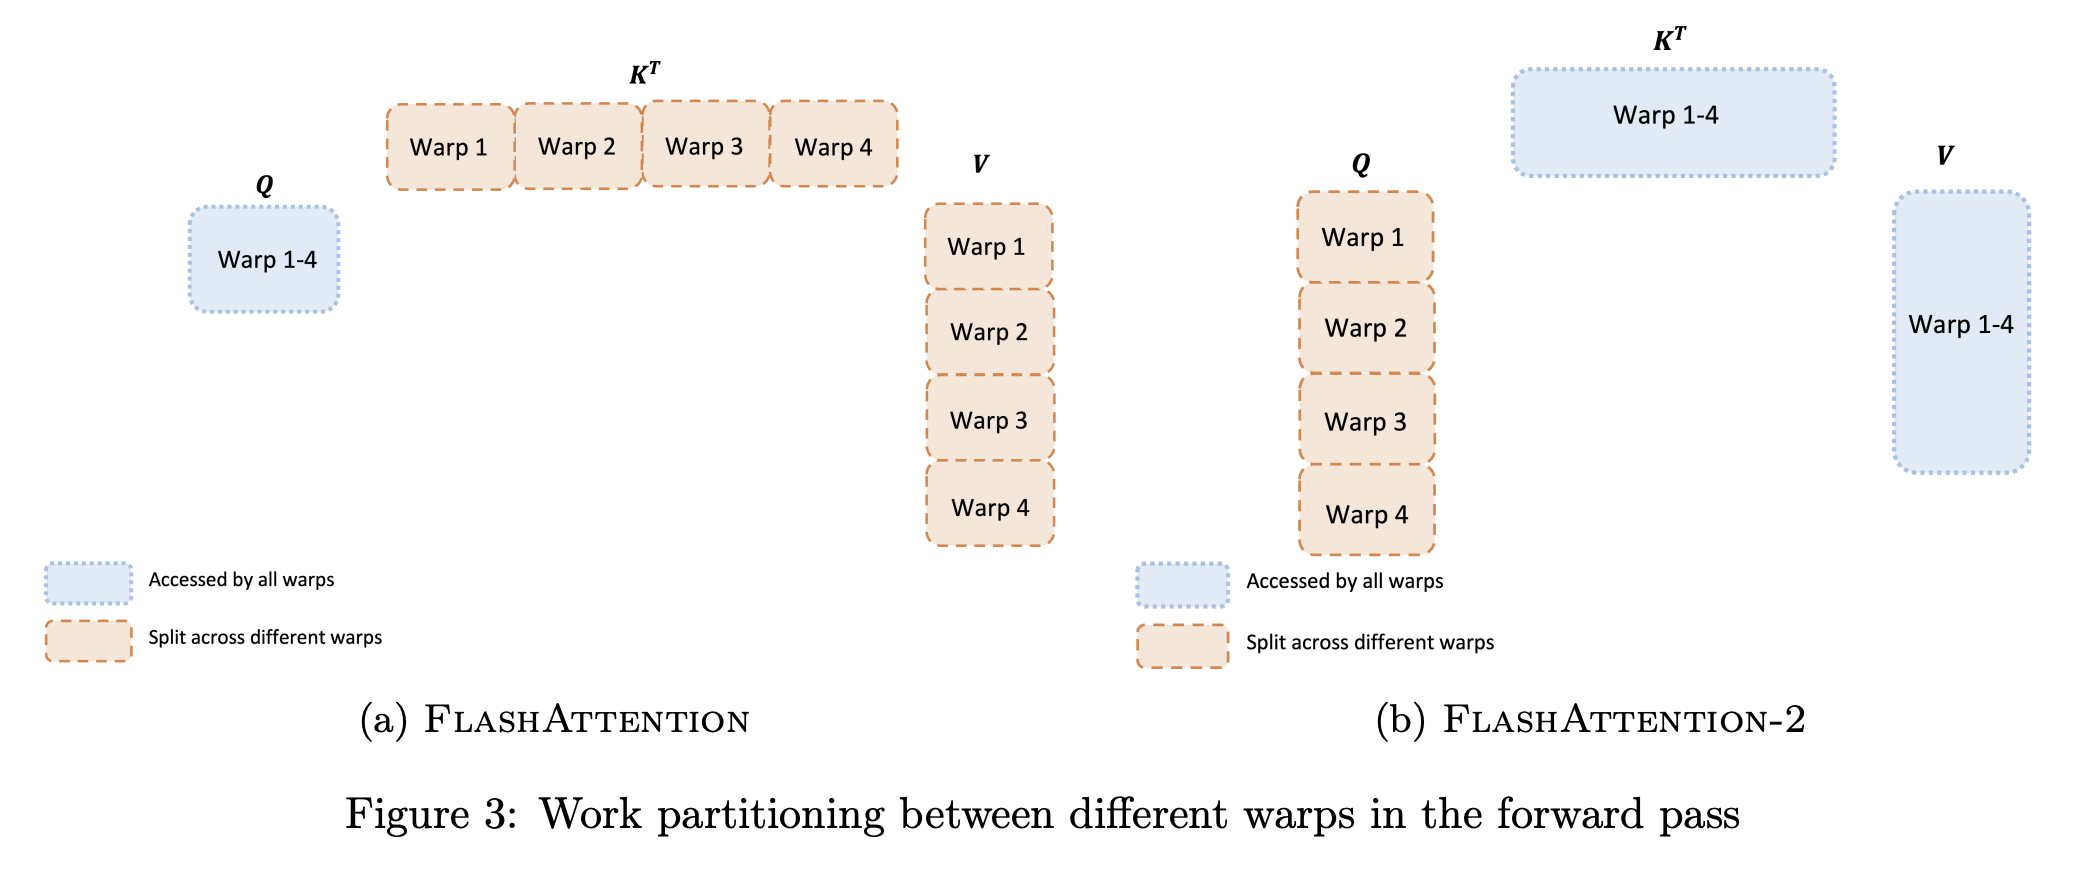 K^T
Warp 1
Warp 2
Warp 3
Warp 4
Q
Warp 1-4
V
Warp 1
Warp 2
Warp 3
Warp 4
Accessed by all warps
Split across different warps
(a) FLASHATTENTION
K^T
Warp 1-4
Q
Warp 1
Warp 2
Warp 3
Warp 4
V
Warp 1-4
Accessed by all warps
Split across different warps
(b) FLASHATTENTION-2
Figure 3: Work partitioning between different warps in the forward pass